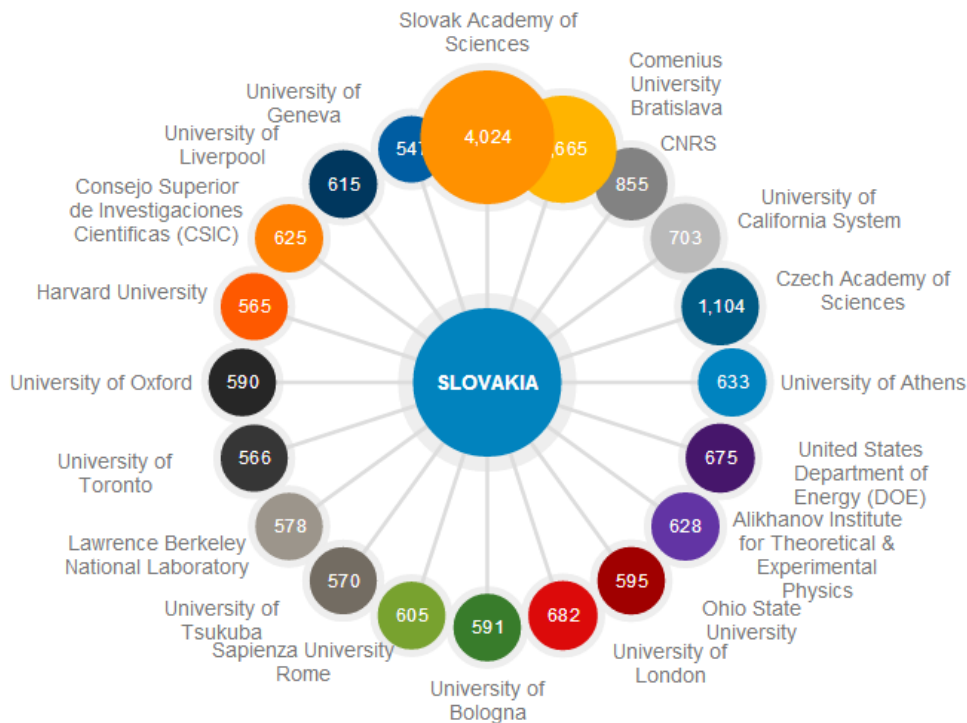 Slovak Academy of
Sciences
4,024
Comenius
University
Bratislava
,665
CNRS
855
University of
California System
703
Czech Academy of
Sciences
1,104
University of Athens
633
United States
Department of
Energy (DOE)
675
Alikhanov Institute
for Theoretical &
Experimental
Physics
628
Ohio State
University
595
University of
London
682
University of
Bologna
591
Sapienza University
Rome
605
University of
Tsukuba
570
Lawrence Berkeley
National Laboratory
578
University of
Toronto
566
University of Oxford
590
Harvard University
565
Consejo Superior
de Investigaciones
Cientificas (CSIC)
625
University of
Liverpool
615
University of
Geneva
547
SLOVAKIA